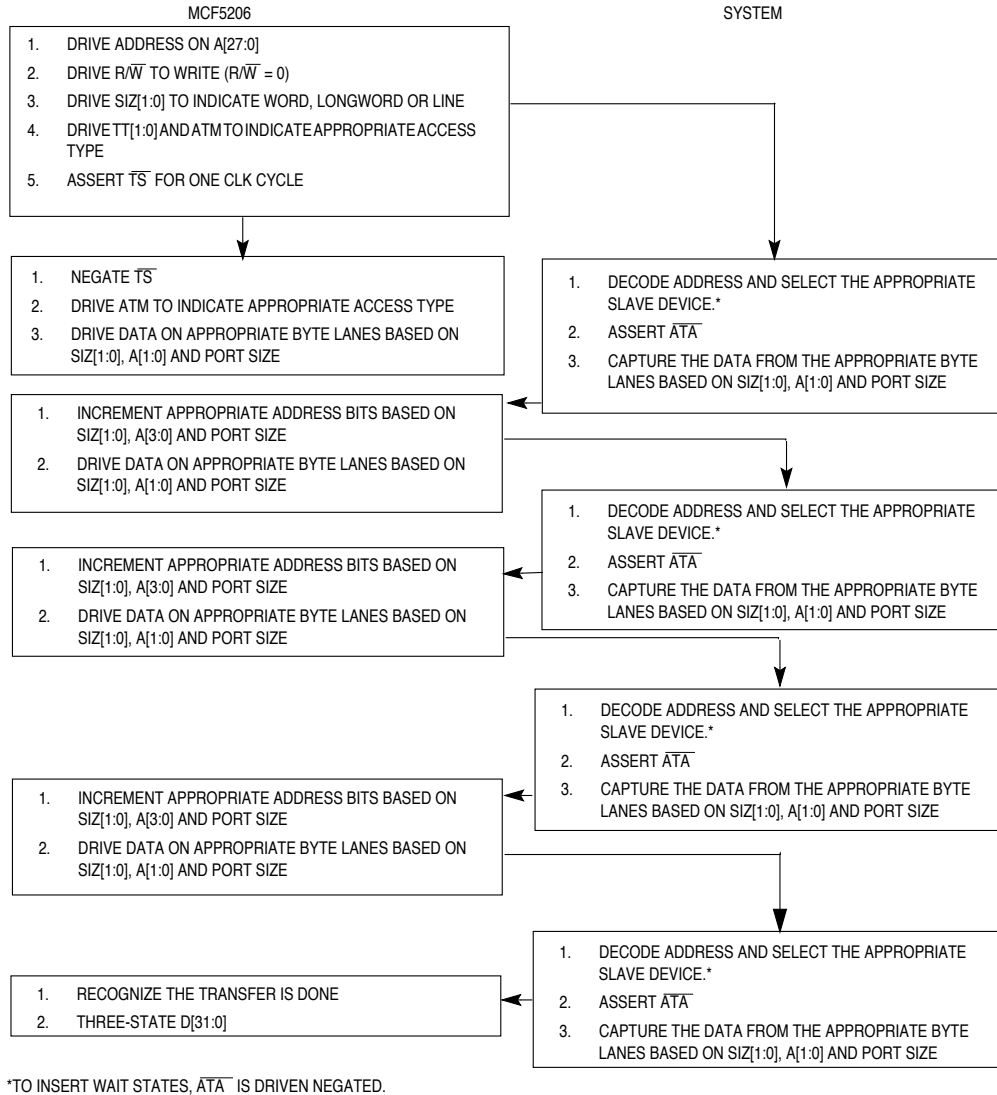 MCF5206
SYSTEM
1. DRIVE ADDRESS ON A[27:0]
2. DRIVE R/W̅ TO WRITE (R/W̅ = 0)
3. DRIVE SIZ[1:0] TO INDICATE WORD, LONGWORD OR LINE
4. DRIVE TT[1:0] AND ATM TO INDICATE APPROPRIATE ACCESS
TYPE
5. ASSERT T̅S̅ FOR ONE CLK CYCLE
1. NEGATE T̅S̅
2. DRIVE ATM TO INDICATE APPROPRIATE ACCESS TYPE
3. DRIVE DATA ON APPROPRIATE BYTE LANES BASED ON
SIZ[1:0], A[1:0] AND PORT SIZE
1. DECODE ADDRESS AND SELECT THE APPROPRIATE
SLAVE DEVICE.*
2. ASSERT A̅T̅A̅
3. CAPTURE THE DATA FROM THE APPROPRIATE BYTE
LANES BASED ON SIZ[1:0], A[1:0] AND PORT SIZE
1. INCREMENT APPROPRIATE ADDRESS BITS BASED ON
SIZ[1:0], A[3:0] AND PORT SIZE
2. DRIVE DATA ON APPROPRIATE BYTE LANES BASED ON
SIZ[1:0], A[1:0] AND PORT SIZE
1. DECODE ADDRESS AND SELECT THE APPROPRIATE
SLAVE DEVICE.*
2. ASSERT A̅T̅A̅
3. CAPTURE THE DATA FROM THE APPROPRIATE BYTE
LANES BASED ON SIZ[1:0], A[1:0] AND PORT SIZE
1. INCREMENT APPROPRIATE ADDRESS BITS BASED ON
SIZ[1:0], A[3:0] AND PORT SIZE
2. DRIVE DATA ON APPROPRIATE BYTE LANES BASED ON
SIZ[1:0], A[1:0] AND PORT SIZE
1. DECODE ADDRESS AND SELECT THE APPROPRIATE
SLAVE DEVICE.*
2. ASSERT A̅T̅A̅
3. CAPTURE THE DATA FROM THE APPROPRIATE BYTE
LANES BASED ON SIZ[1:0], A[1:0] AND PORT SIZE
1. INCREMENT APPROPRIATE ADDRESS BITS BASED ON
SIZ[1:0], A[3:0] AND PORT SIZE
2. DRIVE DATA ON APPROPRIATE BYTE LANES BASED ON
SIZ[1:0], A[1:0] AND PORT SIZE
1. DECODE ADDRESS AND SELECT THE APPROPRIATE
SLAVE DEVICE.*
2. ASSERT A̅T̅A̅
3. CAPTURE THE DATA FROM THE APPROPRIATE BYTE
LANES BASED ON SIZ[1:0], A[1:0] AND PORT SIZE
1. RECOGNIZE THE TRANSFER IS DONE
2. THREE-STATE D[31:0]
*TO INSERT WAIT STATES, A̅T̅A̅ IS DRIVEN NEGATED.